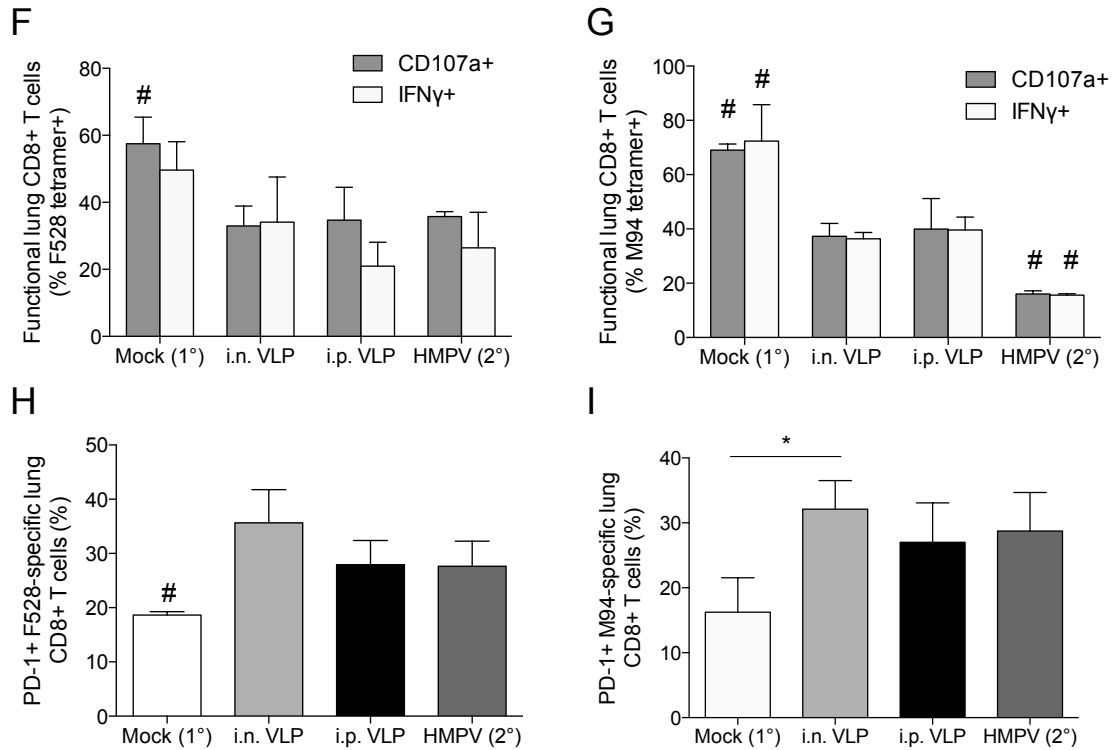 F
Functional lung CD8+ T cells
(% F528 tetramer+)
80
60
40
20
0
#
CD107a+
IFNγ+
Mock (1°) i.n. VLP i.p. VLP HMPV (2°)
G
Functional lung CD8+ T cells
(% M94 tetramer+)
100
80
60
40
20
0
# #
# #
CD107a+
IFNγ+
Mock (1°) i.n. VLP i.p. VLP HMPV (2°)
H
PD-1+ F528-specific lung
CD8+ T cells (%)
50
40
30
20
10
0
#
Mock (1°) i.n. VLP i.p. VLP HMPV (2°)
I
PD-1+ M94-specific lung
CD8+ T cells (%)
40
30
20
10
0
*
Mock (1°) i.n. VLP i.p. VLP HMPV (2°)